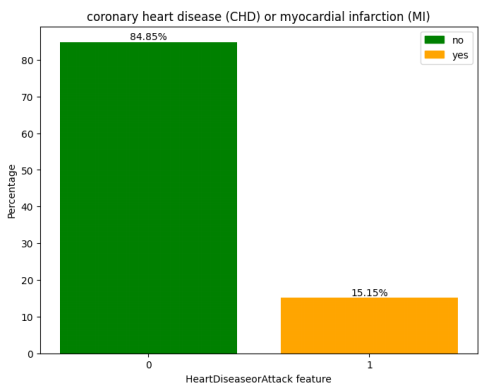 coronary heart disease (CHD) or myocardial infarction (MI)
84.85%
no
yes
80
70
60
50
40
30
20
10
0
Percentage
15.15%
0
1
HeartDiseaseorAttack feature